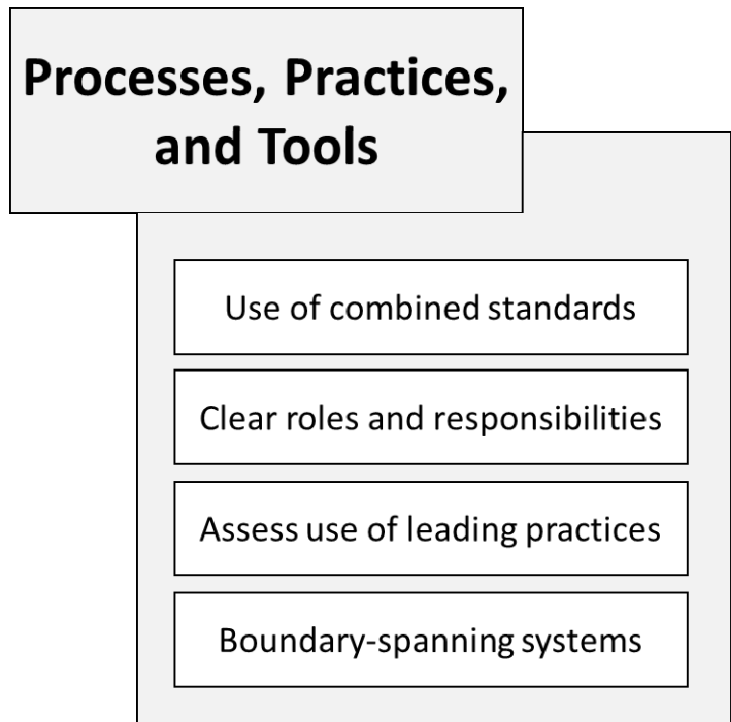 Processes, Practices,
and Tools
Use of combined standards
Clear roles and responsibilities
Assess use of leading practices
Boundary-spanning systems